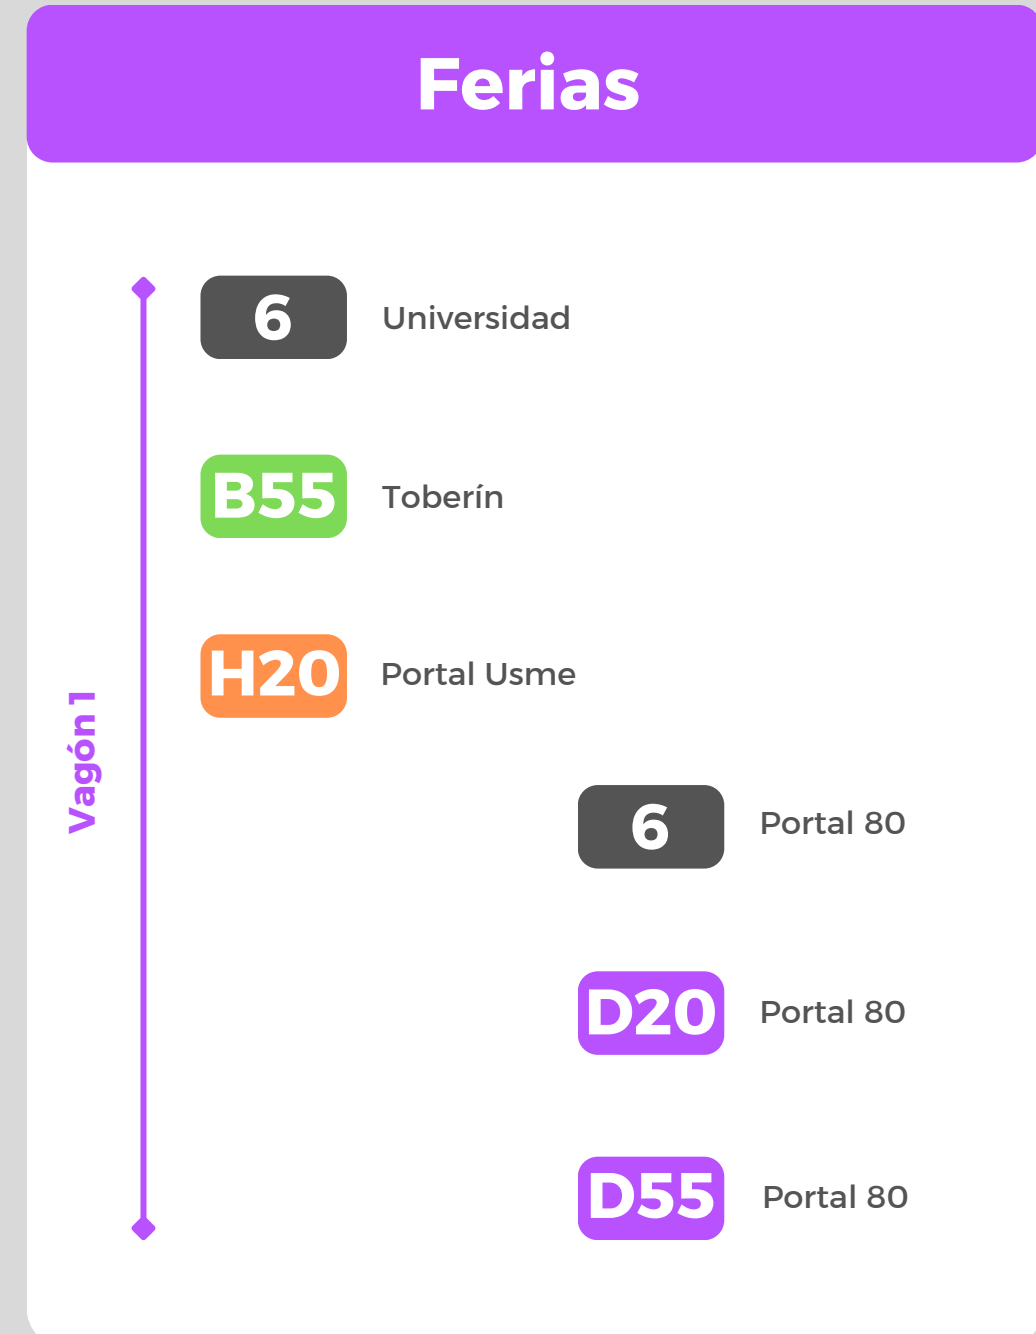 Ferias
6 Universidad
B55 Toberín
H20 Portal Usme
Vagón 1
6 Portal 80
D20 Portal 80
D55 Portal 80